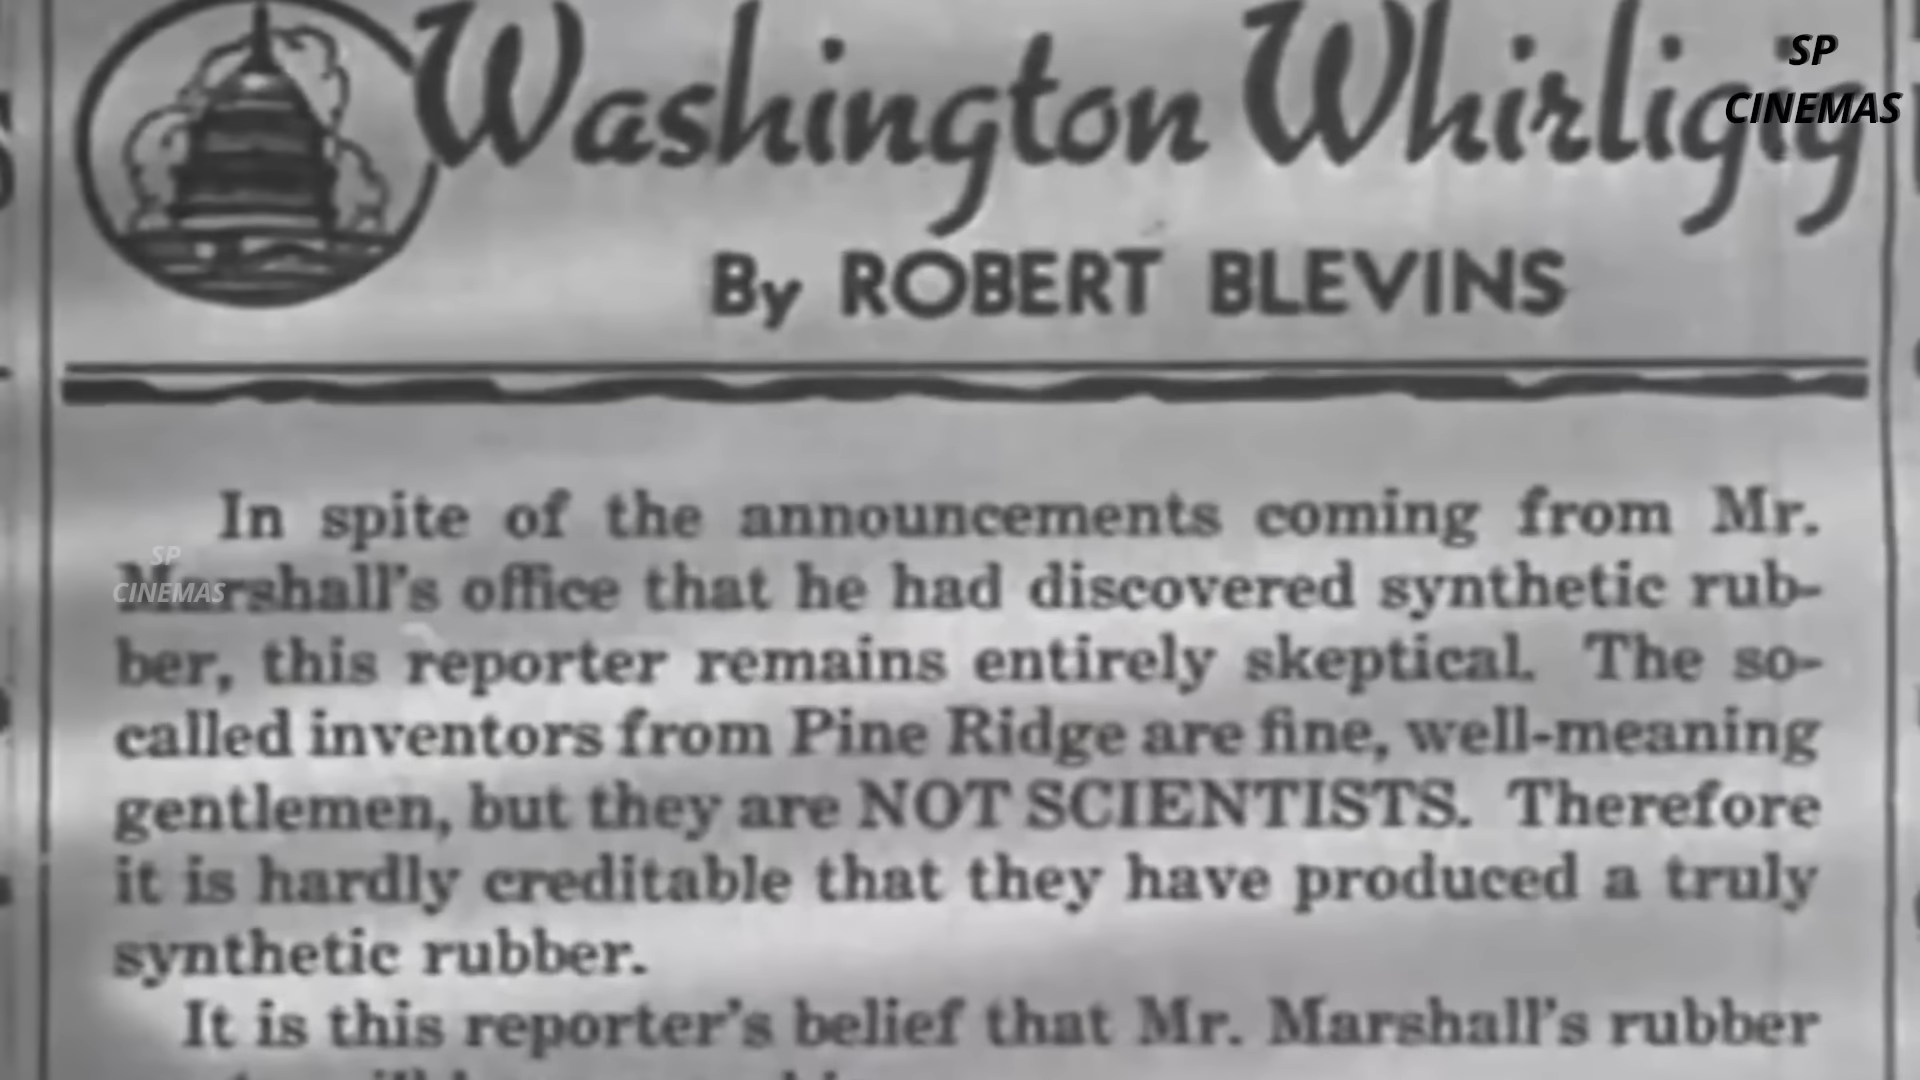 Washington Whirligig
SP
CINEMAS
By ROBERT BLEVINS
In spite of the announcements coming from Mr.
Marshall's office that he had discovered synthetic rub-
SP
CINEMAS
ber, this reporter remains entirely skeptical. The so-
called inventors from Pine Ridge are fine, well-meaning
gentlemen, but they are NOT SCIENTISTS. Therefore
it is hardly creditable that they have produced a truly
synthetic rubber.
It is this reporter's belief that Mr. Marshall's rubber